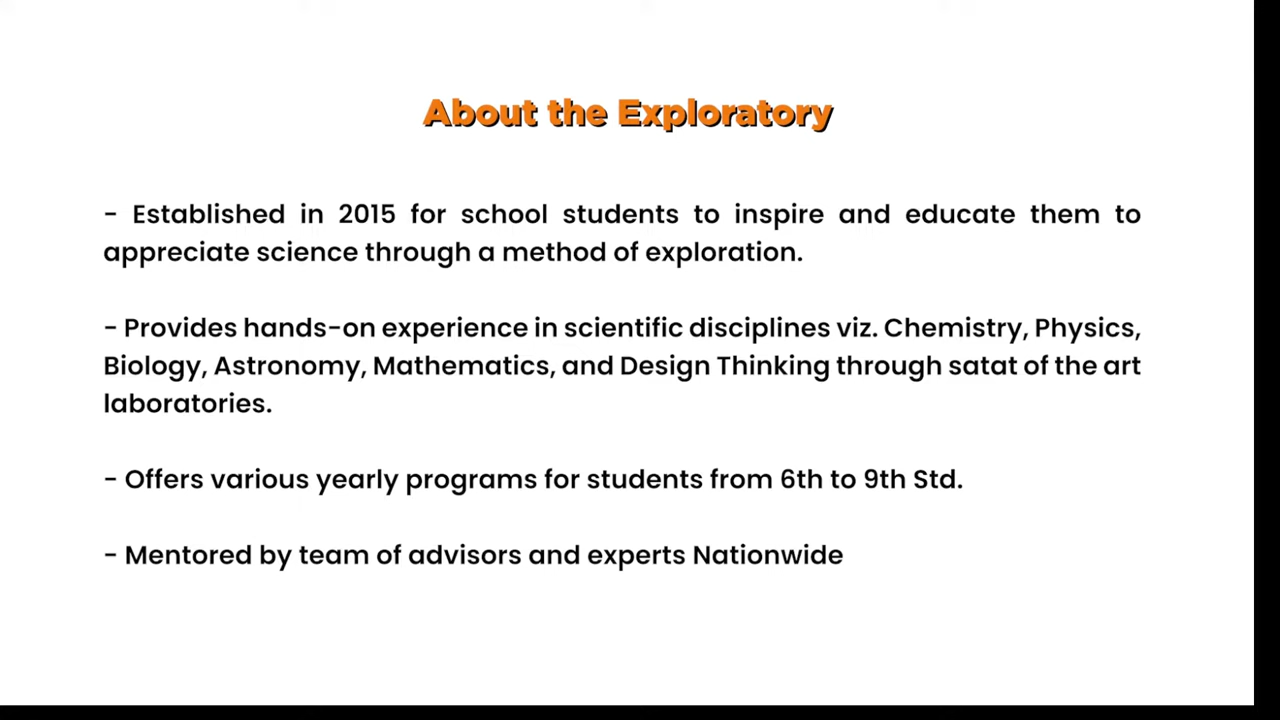 About the Exploratory
- Established in 2015 for school students to inspire and educate them to
appreciate science through a method of exploration.
- Provides hands-on experience in scientific disciplines viz. Chemistry, Physics,
Biology, Astronomy, Mathematics, and Design Thinking through satat of the art
laboratories.
- Offers various yearly programs for students from 6th to 9th Std.
- Mentored by team of advisors and experts Nationwide